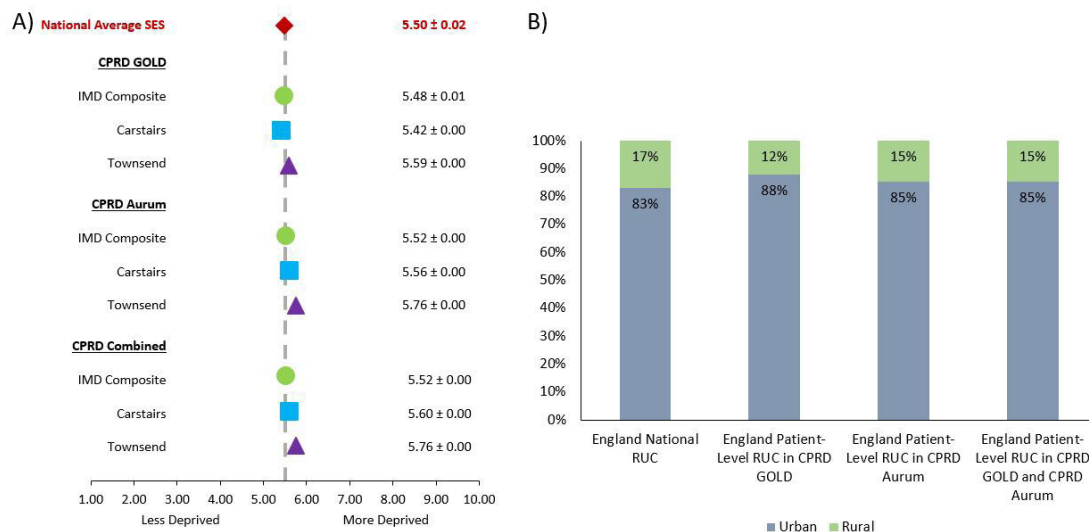 A)
National Average SES 5.50 ± 0.02
CPRD GOLD
IMD Composite 5.48 ± 0.01
Carstairs 5.42 ± 0.00
Townsend 5.59 ± 0.00
CPRD Aurum
IMD Composite 5.52 ± 0.00
Carstairs 5.56 ± 0.00
Townsend 5.76 ± 0.00
CPRD Combined
IMD Composite 5.52 ± 0.00
Carstairs 5.60 ± 0.00
Townsend 5.76 ± 0.00
1.00 2.00 3.00 4.00 5.00 6.00 7.00 8.00 9.00 10.00
Less Deprived More Deprived
B)
100%
90%
80%
70%
60%
50%
40%
30%
20%
10%
0%
17% 12% 15% 15%
83% 88% 85% 85%
England National
RUC
England Patient-
Level RUC in CPRD
GOLD
England Patient-
Level RUC in CPRD
Aurum
England Patient-
Level RUC in CPRD
GOLD and CPRD
Aurum
Urban Rural